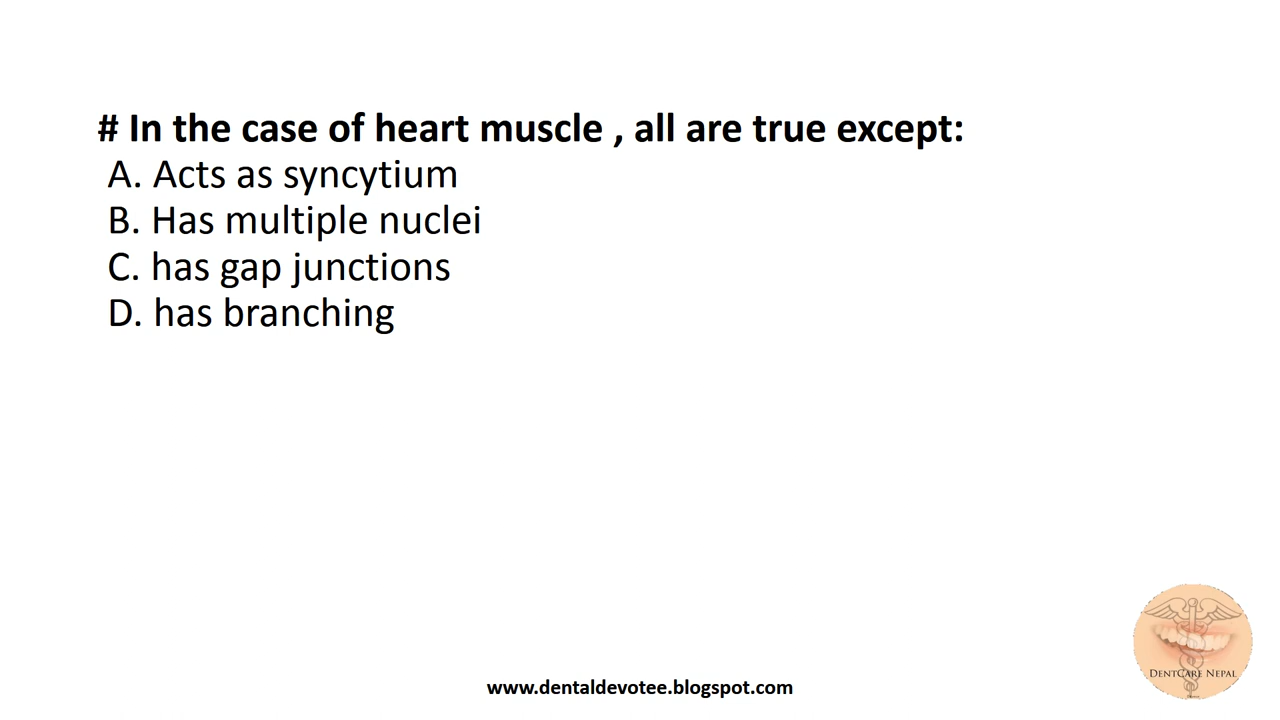 # In the case of heart muscle , all are true except:
A. Acts as syncytium
B. Has multiple nuclei
C. has gap junctions
D. has branching
DentCare Nepal
www.dentaldevotee.blogspot.com